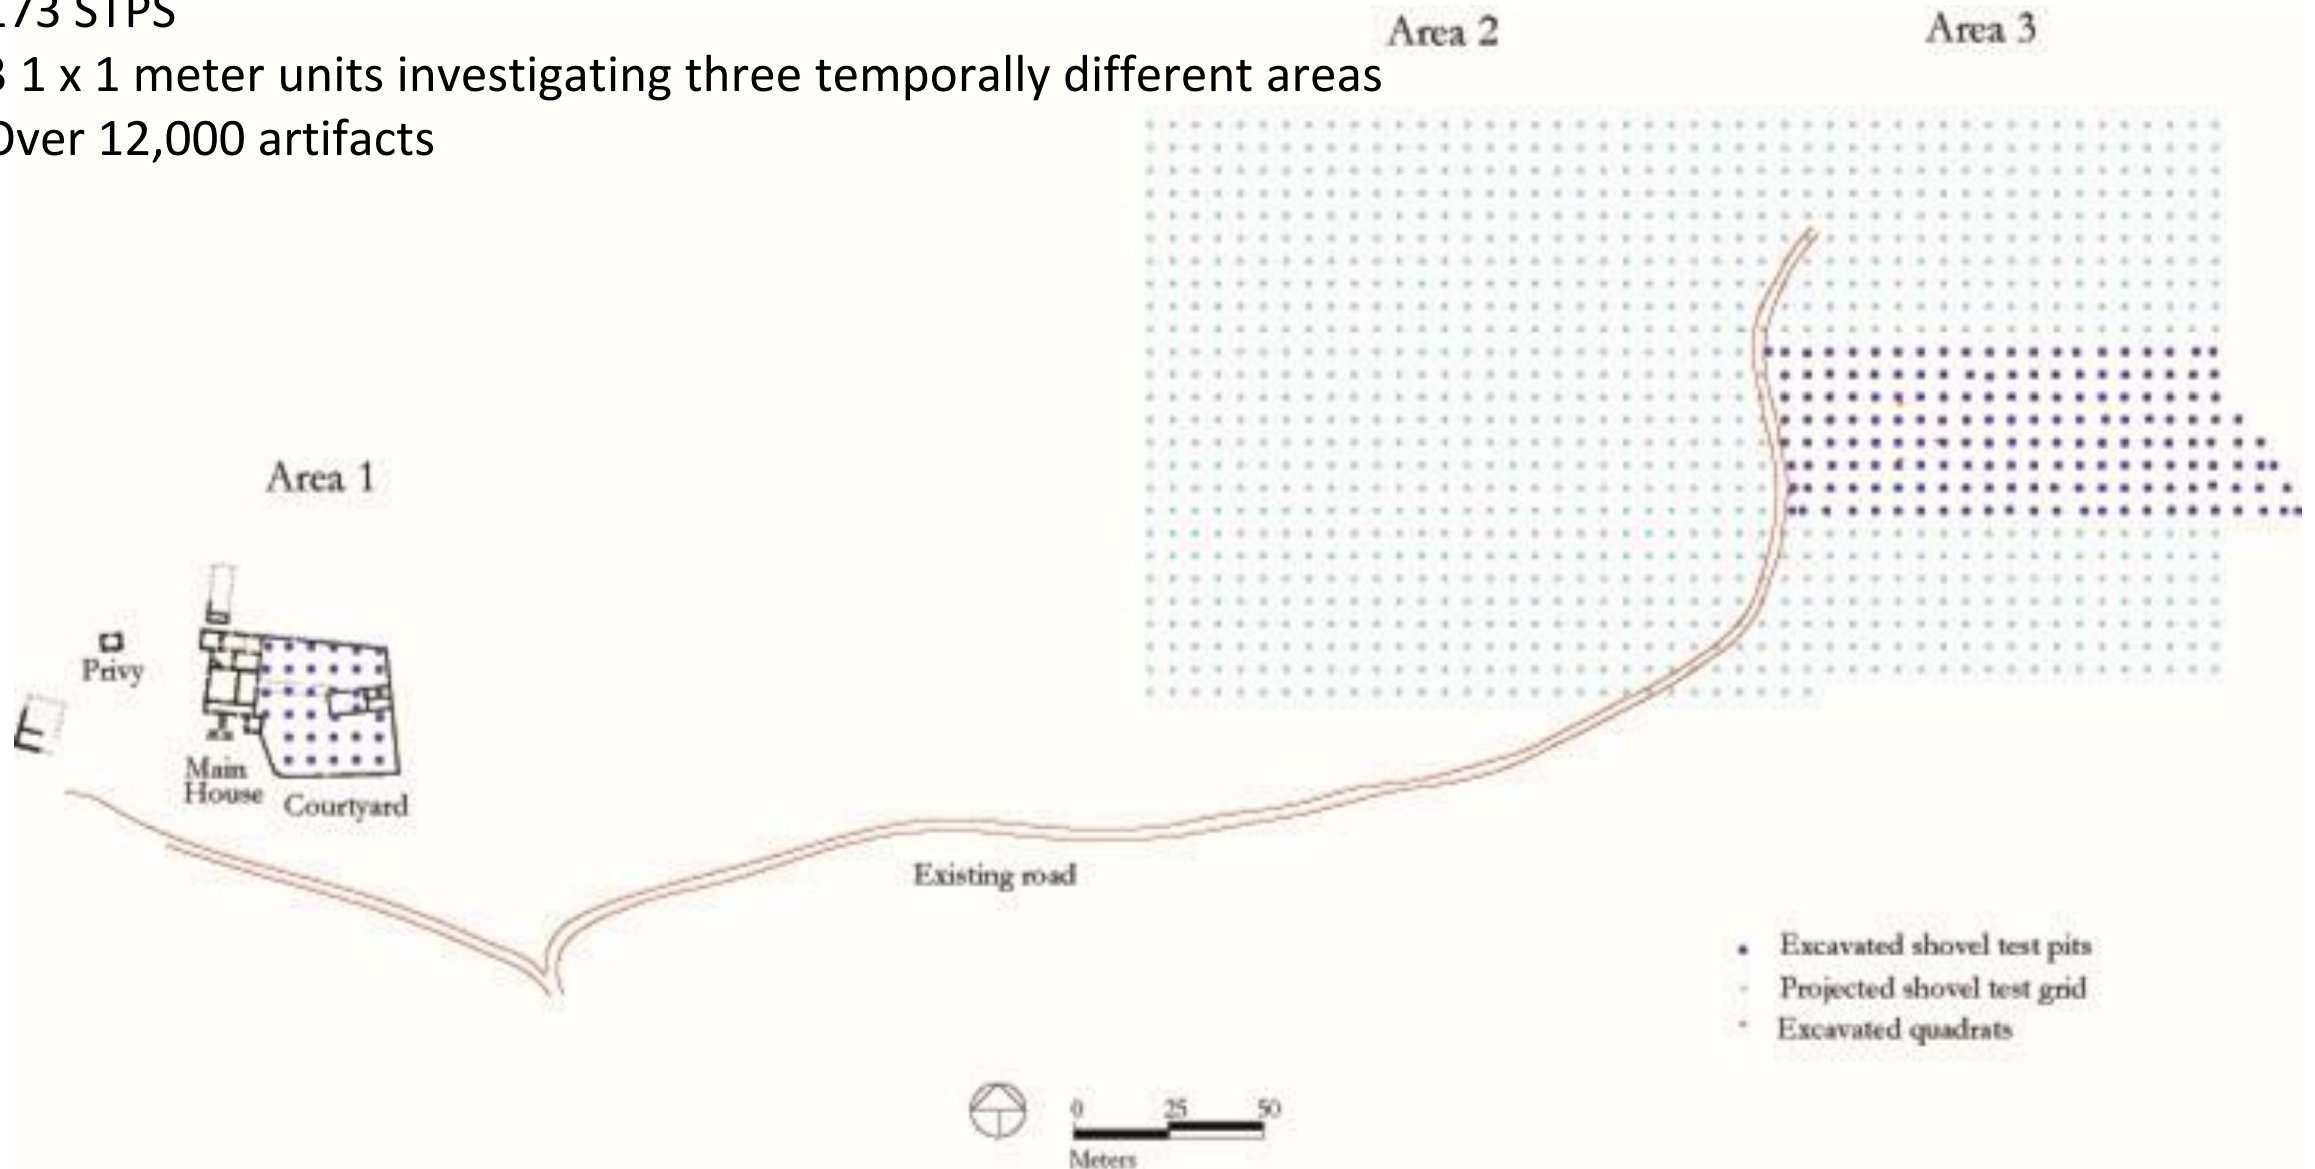 173 STPS
3 1 x 1 meter units investigating three temporally different areas
Over 12,000 artifacts
Area 2
Area 3
Area 1
Privy
Main
House
Courtyard
Existing road
Excavated shovel test pits
Projected shovel test grid
Excavated quadrats
0 25 50
Meters